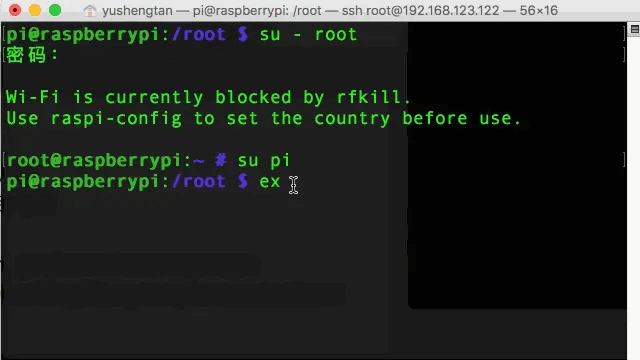 yushengtan — pi@raspberrypi: /root — ssh root@192.168.123.122 — 56×16
[pi@raspberrypi:/root $ su - root
[密码：
Wi-Fi is currently blocked by rfkill.
Use raspi-config to set the country before use.
[root@raspberrypi:~ # su pi
pi@raspberrypi:/root $ ex